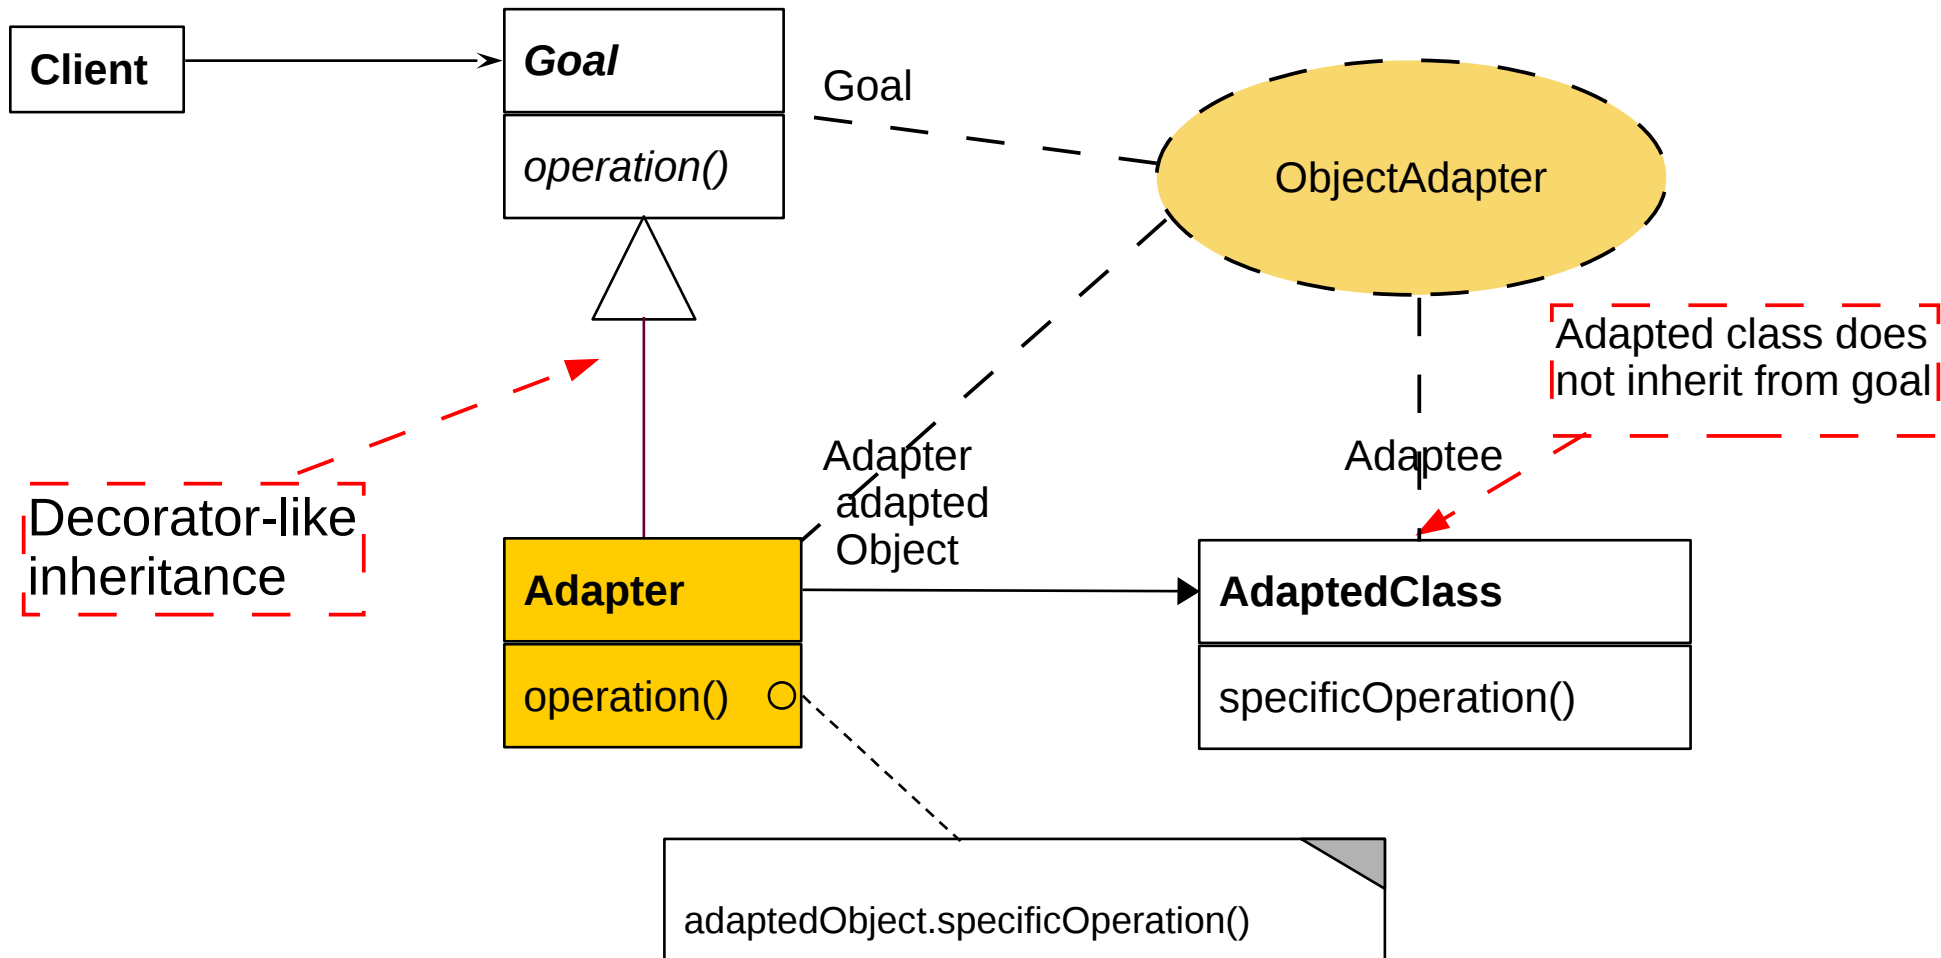 Client
Goal
operation()
Goal
ObjectAdapter
Adapted class does
not inherit from goal
Adapter
adapted
Object
Adaptee
Decorator-like
inheritance
Adapter
operation()
AdaptedClass
specificOperation()
adaptedObject.specificOperation()